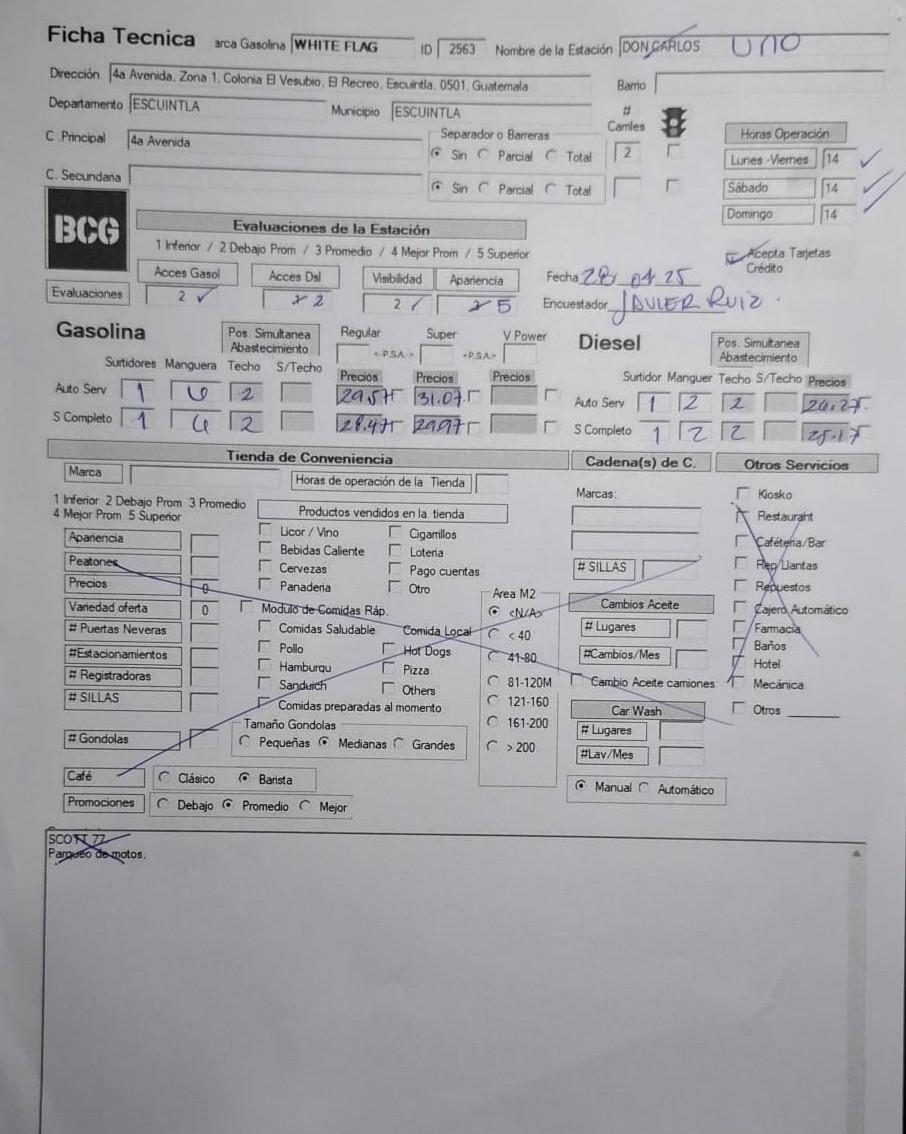 Ficha Tecnica arca Gasolina WHITE FLAG ID 2563 Nombre de la Estación DON CARLOS UNO
Dirección 4a Avenida, Zona 1, Colonia El Vesubio, El Recreo, Escuintla, 0501, Guatemala Barrio
Departamento ESCUINTLA Municipio ESCUINTLA # Carriles
C .Principal 4a Avenida Separador o Barreras Sin Parcial Total 2 Horas Operación
Lunes -Viernes 14
C. Secundaria Sin Parcial Total Sábado 14
Domingo 14
BCG Evaluaciones de la Estación
1 Inferior / 2 Debajo Prom / 3 Promedio / 4 Mejor Prom / 5 Superior Acepta Tarjetas Crédito
Acces Gasol Acces Dsl Visibilidad Apariencia Fecha 28 04 25
Evaluaciones 2 2 2 5 Encuestador JAVIER RUIZ.
Gasolina Pos. Simultanea Abastecimiento Regular Super V Power Diesel Pos. Simultanea Abastecimiento
<-P.S.A.-> <P.S.A.>
Surtidores Manguera Techo S/Techo Precios Precios Precios Surtidor Manguer Techo S/Techo Precios
Auto Serv 1 6 2 29.57 31.07 Auto Serv 1 2 2 26.27
S Completo 1 2 28.47 29.97 S Completo 1 2 2 25.17
Tienda de Conveniencia Cadena(s) de C. Otros Servicios
Marca Horas de operación de la Tienda Marcas: Kiosko
1 Inferior 2 Debajo Prom 3 Promedio Productos vendidos en la tienda Restaurant
4 Mejor Prom 5 Superior
Apariencia Licor / Vino Cigarrillos Cafétería/Bar
Peatones Bebidas Caliente Loteria # SILLAS Rep Llantas
Precios 0 Cervezas Pago cuentas Repuestos
Panaderia Otro Area M2
Variedad oferta 0 Modulo de Comidas Ráp. <N/A> Cambios Aceite Cajero Automático
# Puertas Neveras Comidas Saludable Comida Local < 40 # Lugares Farmacia
#Estacionamientos Pollo Hot Dogs 41-80 #Cambios/Mes Baños
# Registradoras Hamburqu Pizza 81-120M Hotel
# SILLAS Sanduich Others 121-160 Cambio Aceite camiones Mecánica
Comidas preparadas al momento Car Wash Otros
# Gondolas Tamaño Gondolas 161-200 # Lugares
Pequeñas Medianas Grandes > 200 #Lav/Mes
Café Clásico Barista Manual Automático
Promociones Debajo Promedio Mejor
SCOTT 77
Parqueo de motos.